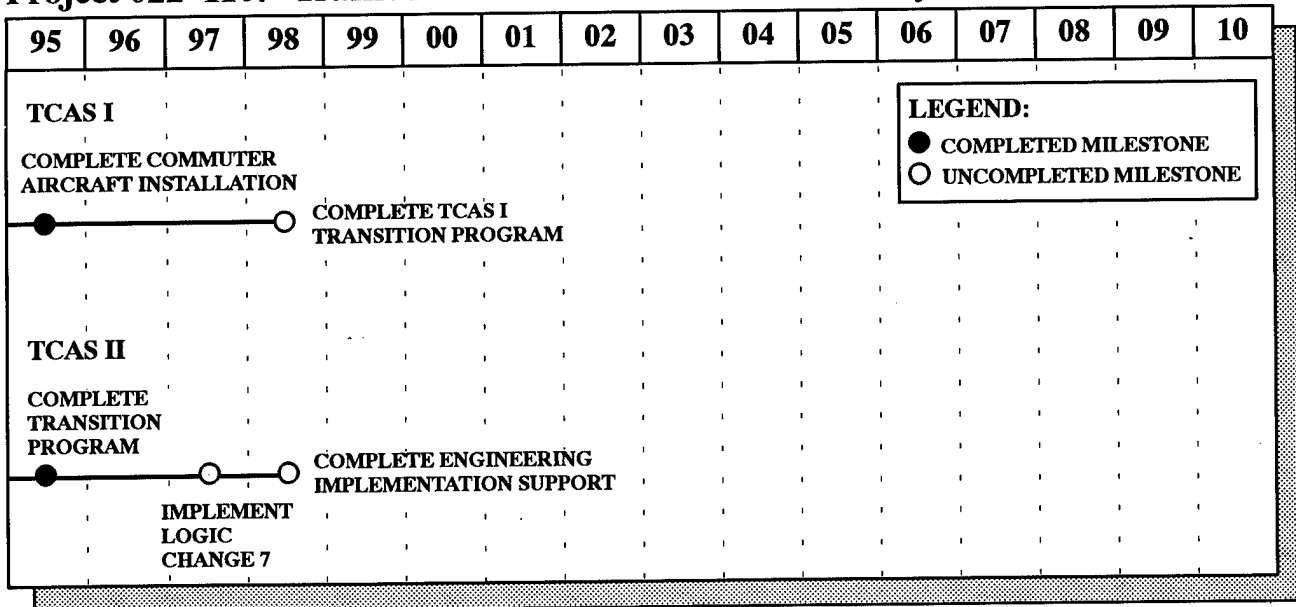 95 96 97 98 99 00 01 02 03 04 05 06 07 08 09 10
TCAS I
COMPLETE COMMUTER
AIRCRAFT INSTALLATION
COMPLETE TCAS I
TRANSITION PROGRAM
LEGEND:
COMPLETED MILESTONE
UNCOMPLETED MILESTONE
TCAS II
COMPLETE
TRANSITION
PROGRAM
COMPLETE ENGINEERING
IMPLEMENTATION SUPPORT
IMPLEMENT
LOGIC
CHANGE 7